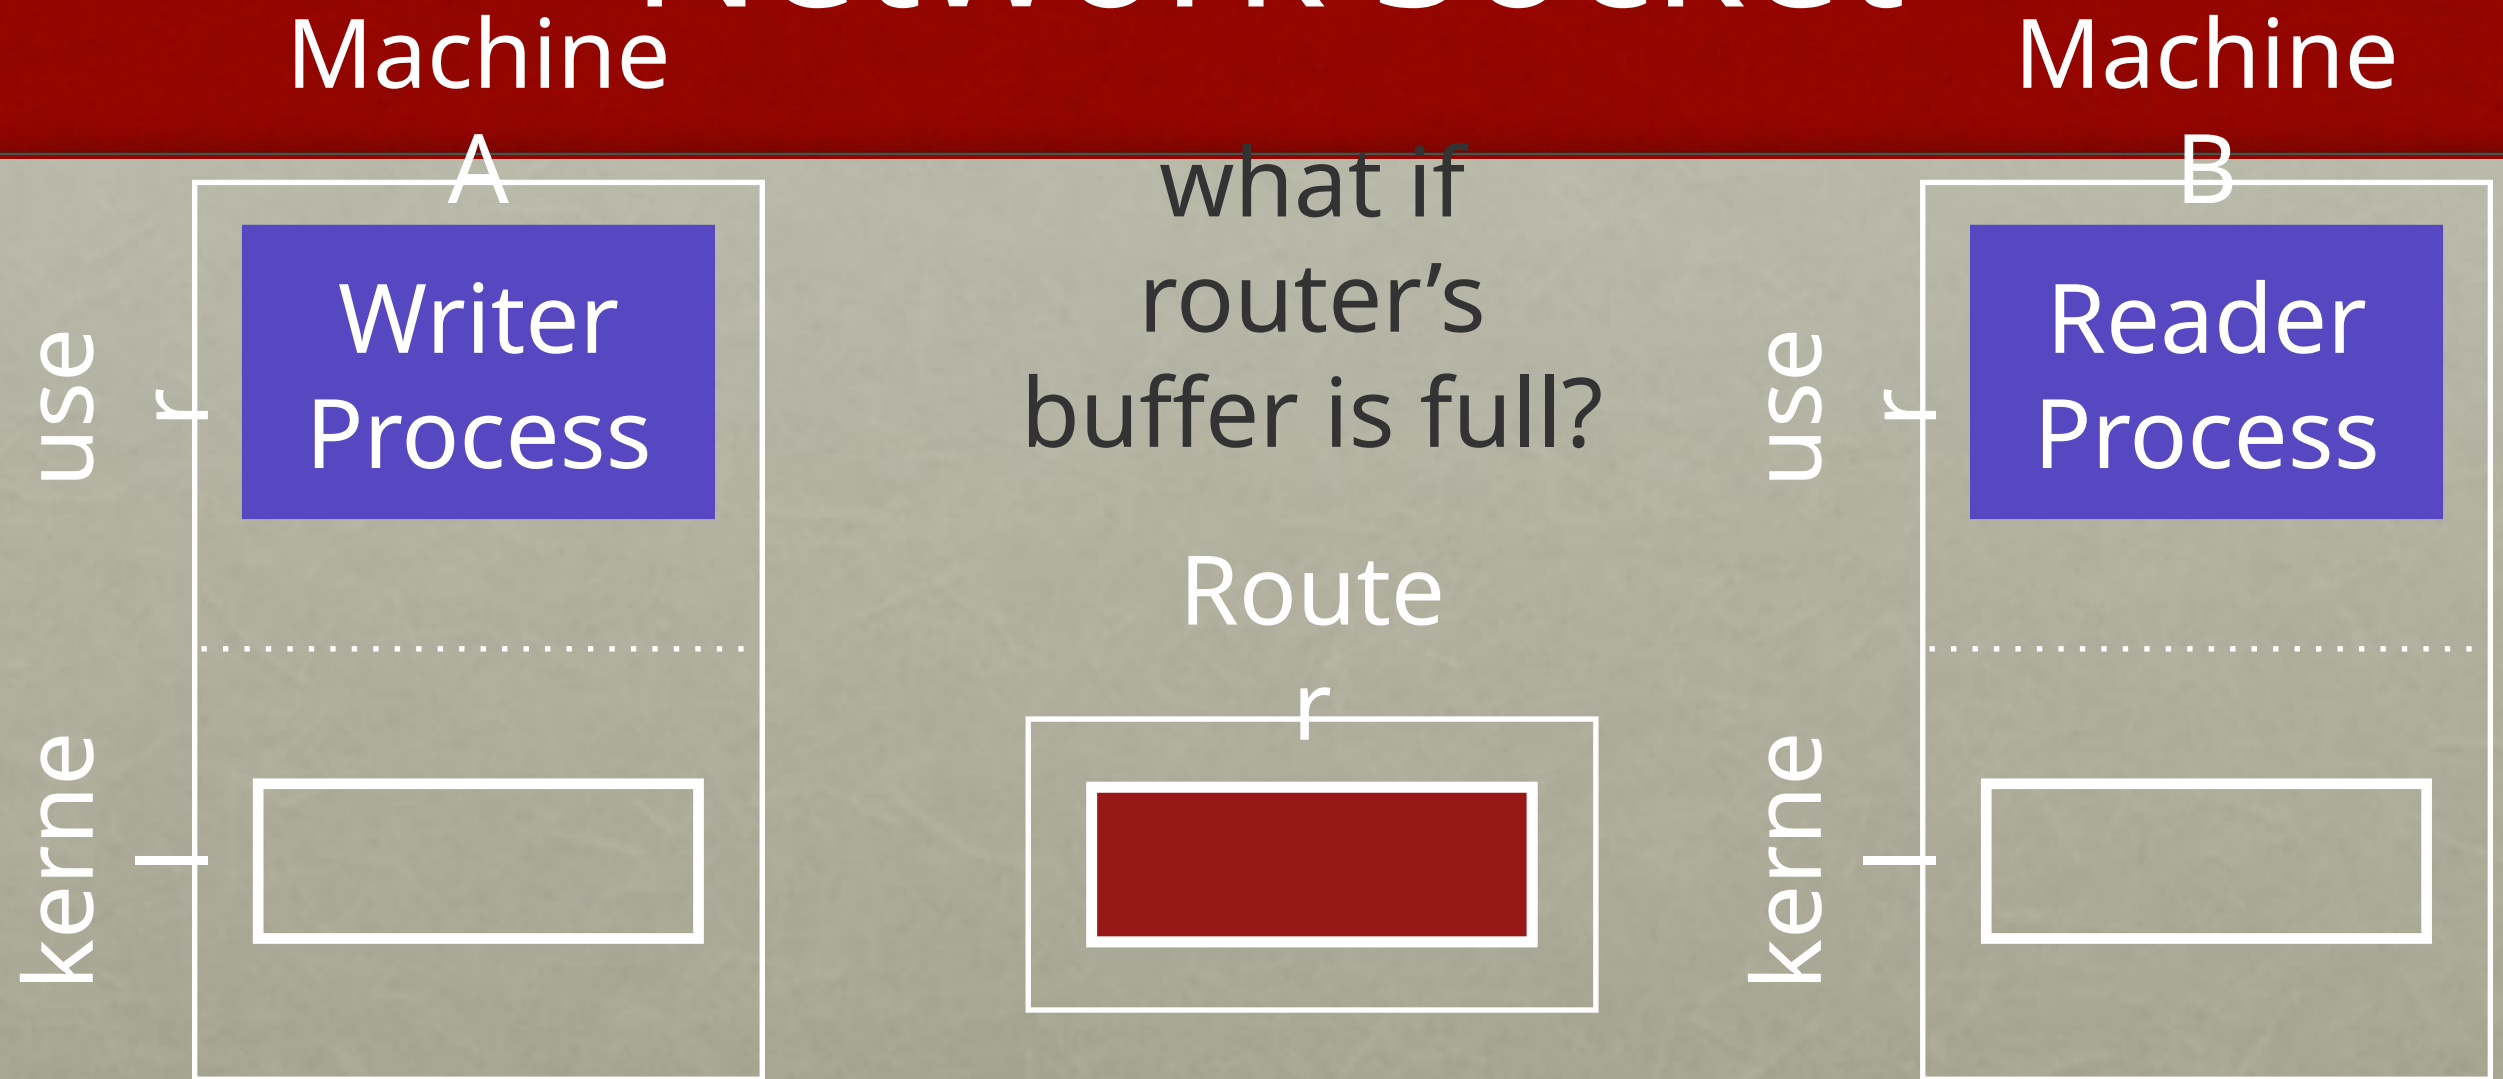 Machine
A
Machine
B
what if
router’s
buffer is full?
Writer
Process
Reader
Process
use
r
use
r
Route
r
kerne
l
kerne
l